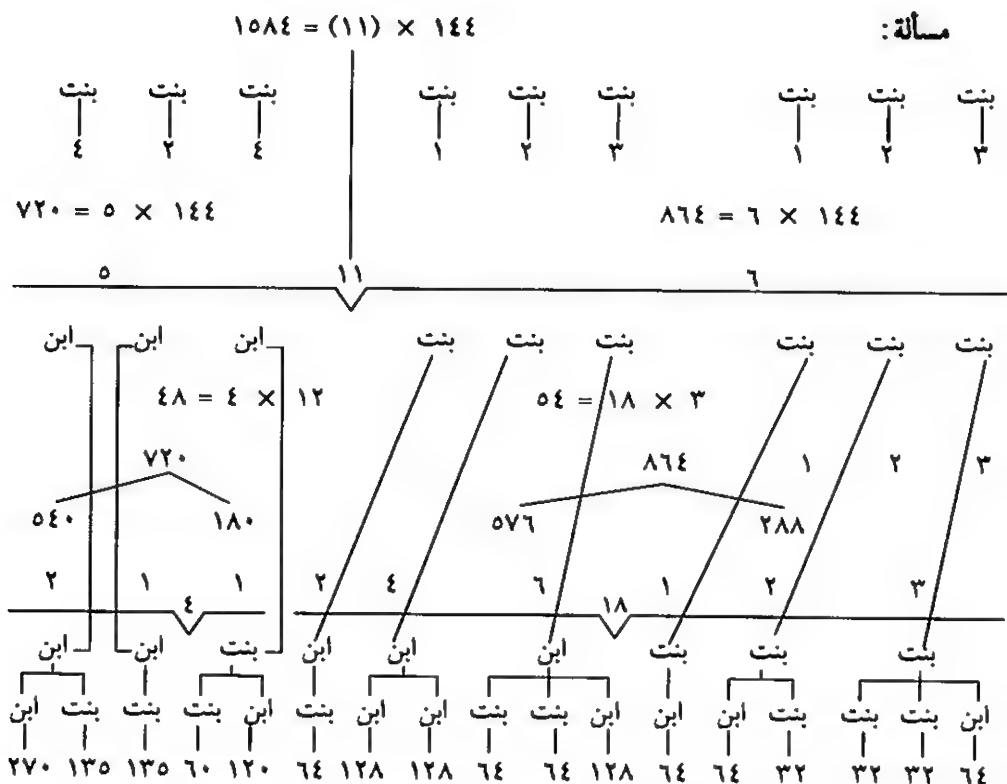 مسألة:
١٤٤ × (١١) = ١٥٨٤
بنت بنت بنت بنت بنت بنت بنت بنت بنت
٣ ٢ ١ ٣ ٢ ١ ٤ ٢ ٤
١٤٤ × ٦ = ٨٦٤ ١٤٤ × ٥ = ٧٢٠
٦ ١١ ٥
بنت بنت بنت بنت بنت بنت ابن ابن ابن
٣ × ١٨ = ٥٤ ١٢ × ٤ = ٤٨
٣ ٢ ١ ٨٦٤ ٧٢٠
٢٨٨ ٥٧٦ ١٨٠ ٥٤٠
٣ ٢ ١ ٦ ٤ ٢ ١ ١ ٢
١٨ ٤
بنت بنت بنت ابن ابن ابن بنت ابن ابن
ابن بنت بنت بنت ابن ابن ابن بنت بنت ابن ابن بنت ابن بنت بنت بنت ابن
٦٤ ٣٢ ٣٢ ٣٢ ٦٤ ٦٤ ١٢٨ ٦٤ ٦٤ ١٢٨ ١٢٨ ٦٤ ١٢٠ ٦٠ ١٣٥ ١٣٥ ٢٧٠